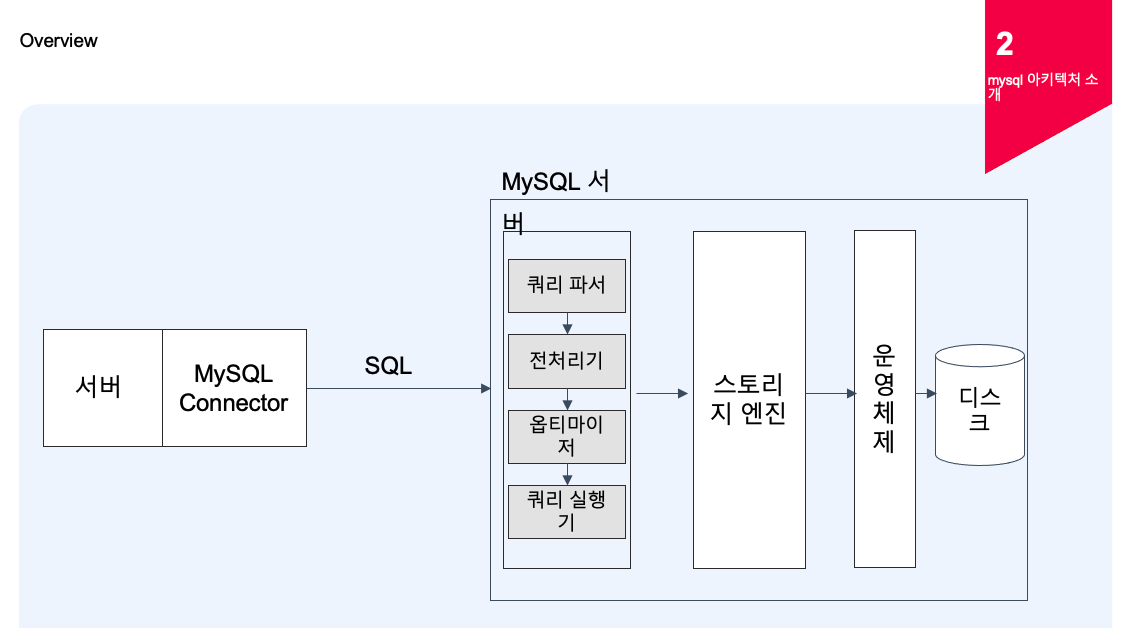 Overview
2
mysql 아키텍처 소
개
MySQL 서
버
쿼리 파서
전처리기
옵티마이
저
쿼리 실행
기
서버
MySQL
Connector
SQL
스토리
지 엔진
운
영
체
제
디스
크